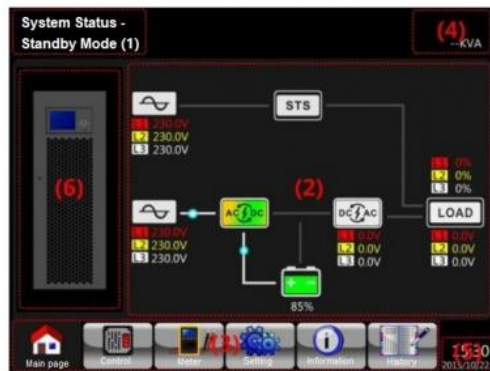 System Status -
Standby Mode (1)
(4)
--KVA
STS
L1 230.0V
L2 230.0V
L3 230.0V
(6)
(2)
L1 0%
L2 0%
L3 0%
AC DC
DC AC
LOAD
L1 230.0V
L2 230.0V
L3 230.0V
L1 0.0V
L2 0.0V
L3 0.0V
L1 0.0V
L2 0.0V
L3 0.0V
85%
(3)
Main page
Control
Meter
Setting
Information
History
15:30
2015/10/22